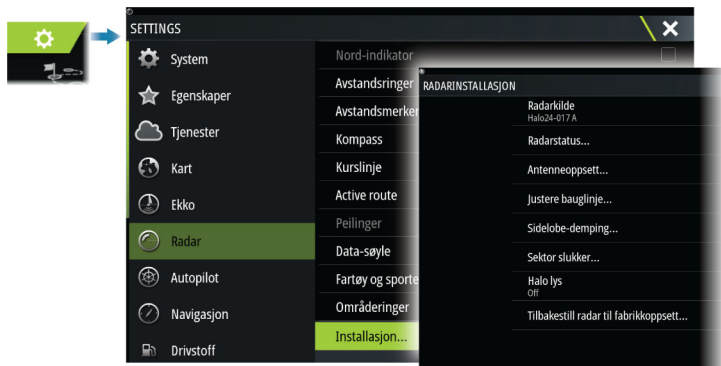 SETTINGS
System
Egenskaper
Tjenester
Kart
Ekko
Radar
Autopilot
Navigasjon
Drivstoff
Nord-indikator
Avstandsringer
Avstandsmerker
Kompass
Kurslinje
Active route
Peilinger
Data-søyle
Fartøy og sporte
Områderinger
Installasjon...
RADARINSTALLASJON
Radarkilde
Halo24-017 A
Radarstatus...
Antenneoppsett...
Justere bauglinje...
Sidelobe-demping...
Sektor slukker...
Halo lys
Off
Tilbakestill radar til fabrikkoppsett...